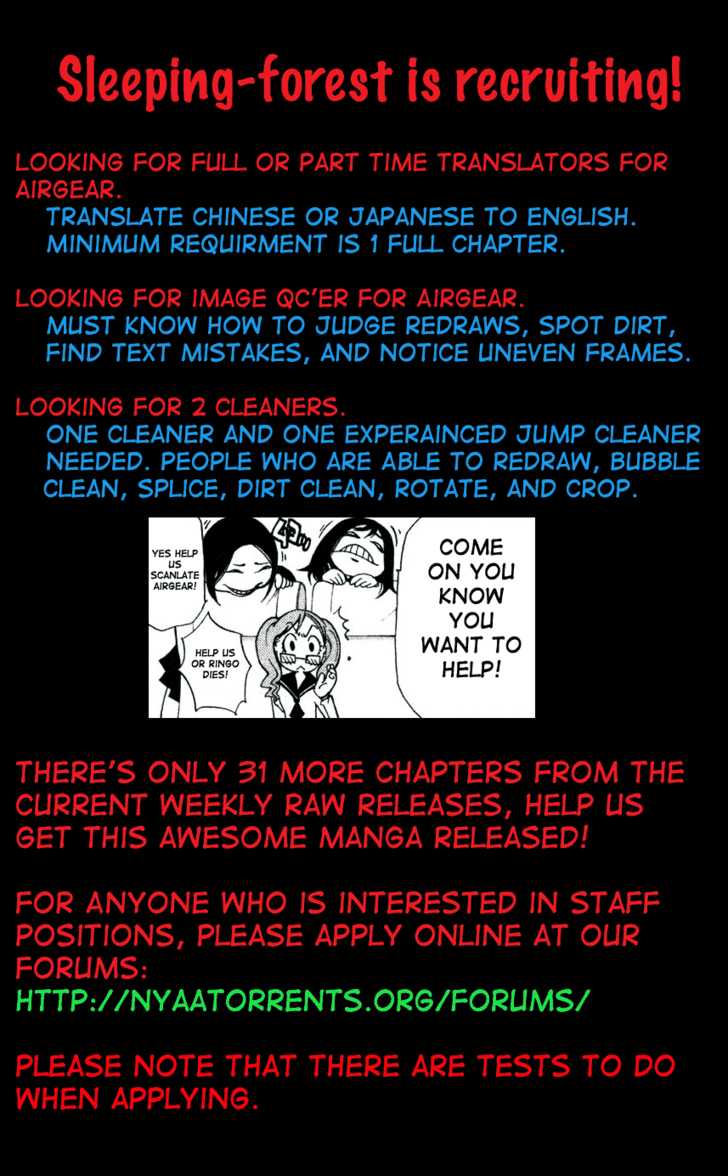 Sleeping-forest is recruiting!
LOOKING FOR FULL OR PART TIME TRANSLATORS FOR
AIRGEAR.
TRANSLATE CHINESE OR JAPANESE TO ENGLISH.
MINIMUM REQUIRMENT IS 1 FULL CHAPTER.
LOOKING FOR IMAGE QC'ER FOR AIRGEAR.
MUST KNOW HOW TO JUDGE REDRAWS, SPOT DIRT,
FIND TEXT MISTAKES, AND NOTICE UNEVEN FRAMES.
LOOKING FOR 2 CLEANERS.
ONE CLEANER AND ONE EXPERAINCED JUMP CLEANER
NEEDED. PEOPLE WHO ARE ABLE TO REDRAW, BUBBLE
CLEAN, SPLICE, DIRT CLEAN, ROTATE, AND CROP.
YES HELP
US
SCANLATE
AIRGEAR!
HELP US
OR RINGO
DIES!
COME
ON YOU
KNOW
YOU
WANT TO
HELP!
THERE'S ONLY 31 MORE CHAPTERS FROM THE
CURRENT WEEKLY RAW RELEASES, HELP US
GET THIS AWESOME MANGA RELEASED!
FOR ANYONE WHO IS INTERESTED IN STAFF
POSITIONS, PLEASE APPLY ONLINE AT OUR
FORUMS:
HTTP://NYAATORRENTS.ORG/FORUMS/
PLEASE NOTE THAT THERE ARE TESTS TO DO
WHEN APPLYING.